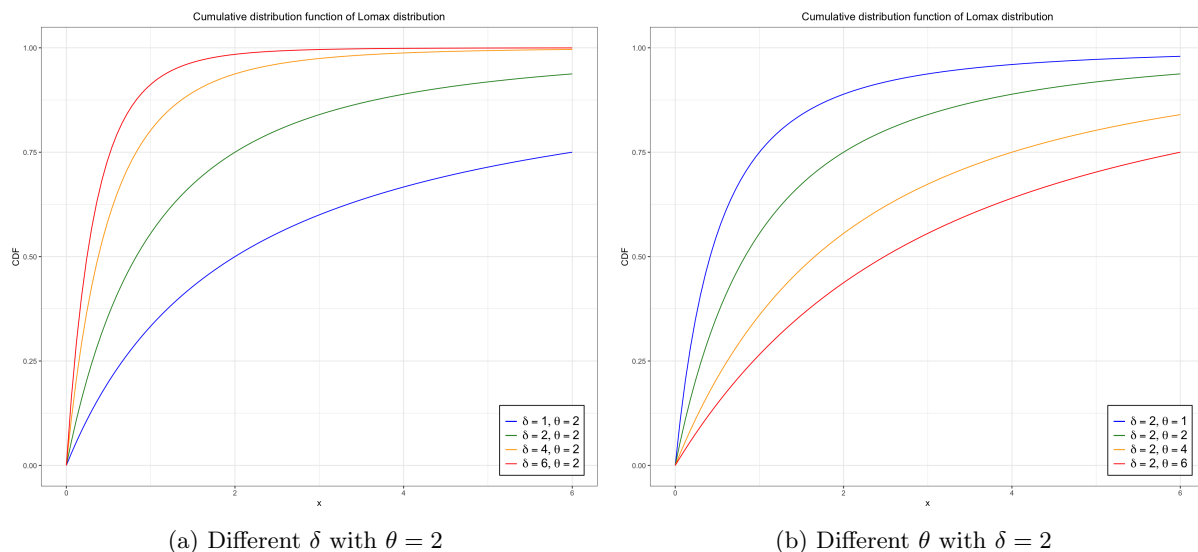 Cumulative distribution function of Lomax distribution
1.00
0.75
0.50
0.25
0.00
CDF
0 2 4 6
x
δ = 1, θ = 2
δ = 2, θ = 2
δ = 4, θ = 2
δ = 6, θ = 2
(a) Different δ with θ = 2
Cumulative distribution function of Lomax distribution
1.00
0.75
0.50
0.25
0.00
CDF
0 2 4 6
x
δ = 2, θ = 1
δ = 2, θ = 2
δ = 2, θ = 4
δ = 2, θ = 6
(b) Different θ with δ = 2